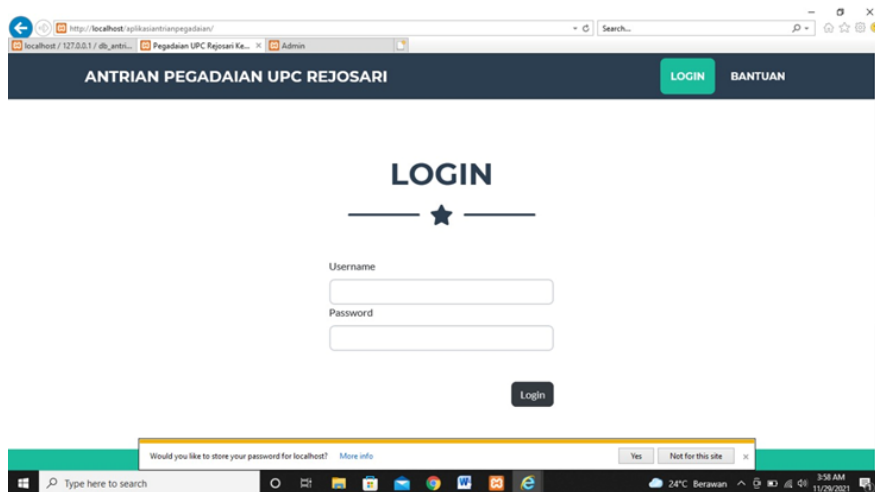 http://localhost/aplikasiantrianpegadaian/
Search...
localhost / 127.0.0.1 / db_antri...
Pegadaian UPC Rejosari Ke...
Admin
ANTRIAN PEGADAIAN UPC REJOSARI
LOGIN
BANTUAN
LOGIN
Username
Password
Login
Would you like to store your password for localhost? More info
Yes
Not for this site
Type here to search
24°C Berawan
3:58 AM
11/29/2021